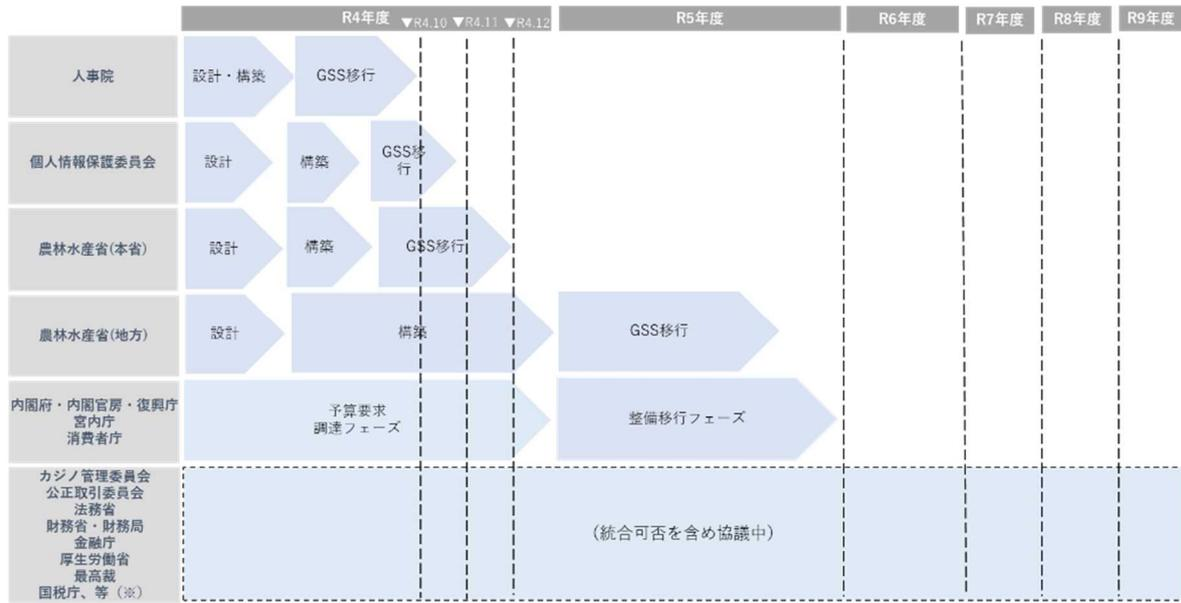 R4年度
▼R4.10
▼R4.11
▼R4.12
R5年度
R6年度
R7年度
R8年度
R9年度
人事院
設計・構築
GSS移行
個人情報保護委員会
設計
構築
GSS移
行
農林水産省(本省)
設計
構築
GSS移行
農林水産省(地方)
設計
構築
GSS移行
内閣府・内閣官房・復興庁
宮内庁
消費者庁
予算要求
調達フェーズ
整備移行フェーズ
カジノ管理委員会
公正取引委員会
法務省
財務省・財務局
金融庁
厚生労働省
最高裁
国税庁、等（※）
(統合可否を含め協議中)